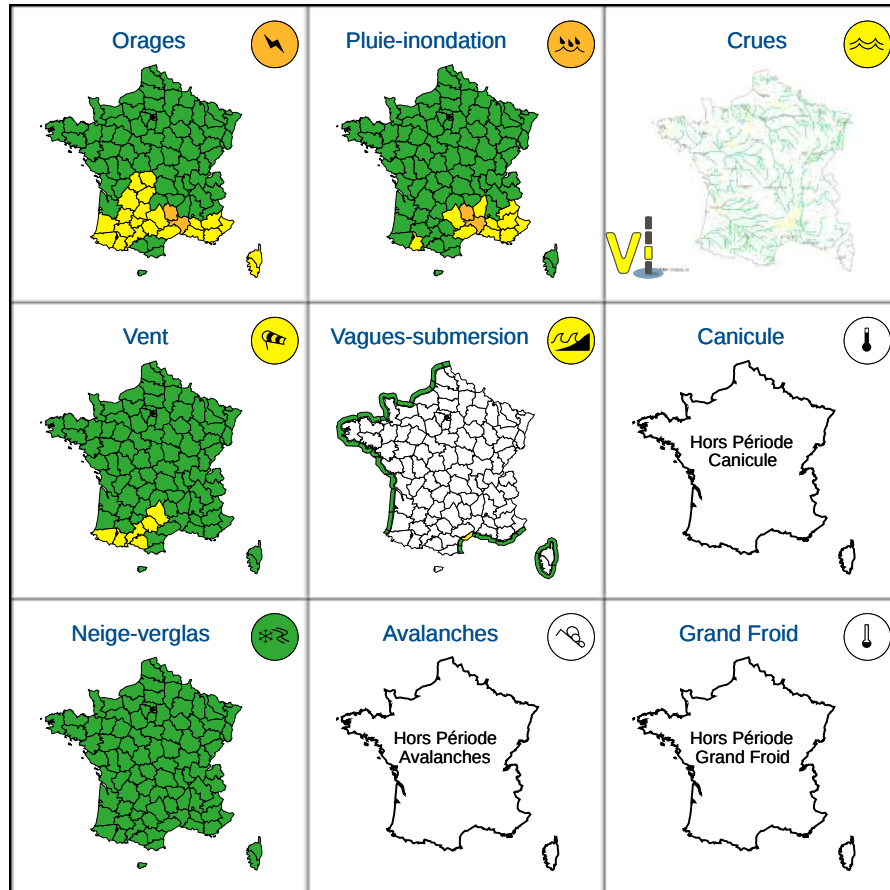 Orages
Pluie-inondation
Crues
Vi
Vent
Vagues-submersion
Canicule
Hors Période
Canicule
Neige-verglas
Avalanches
Grand Froid
Hors Période
Avalanches
Hors Période
Grand Froid